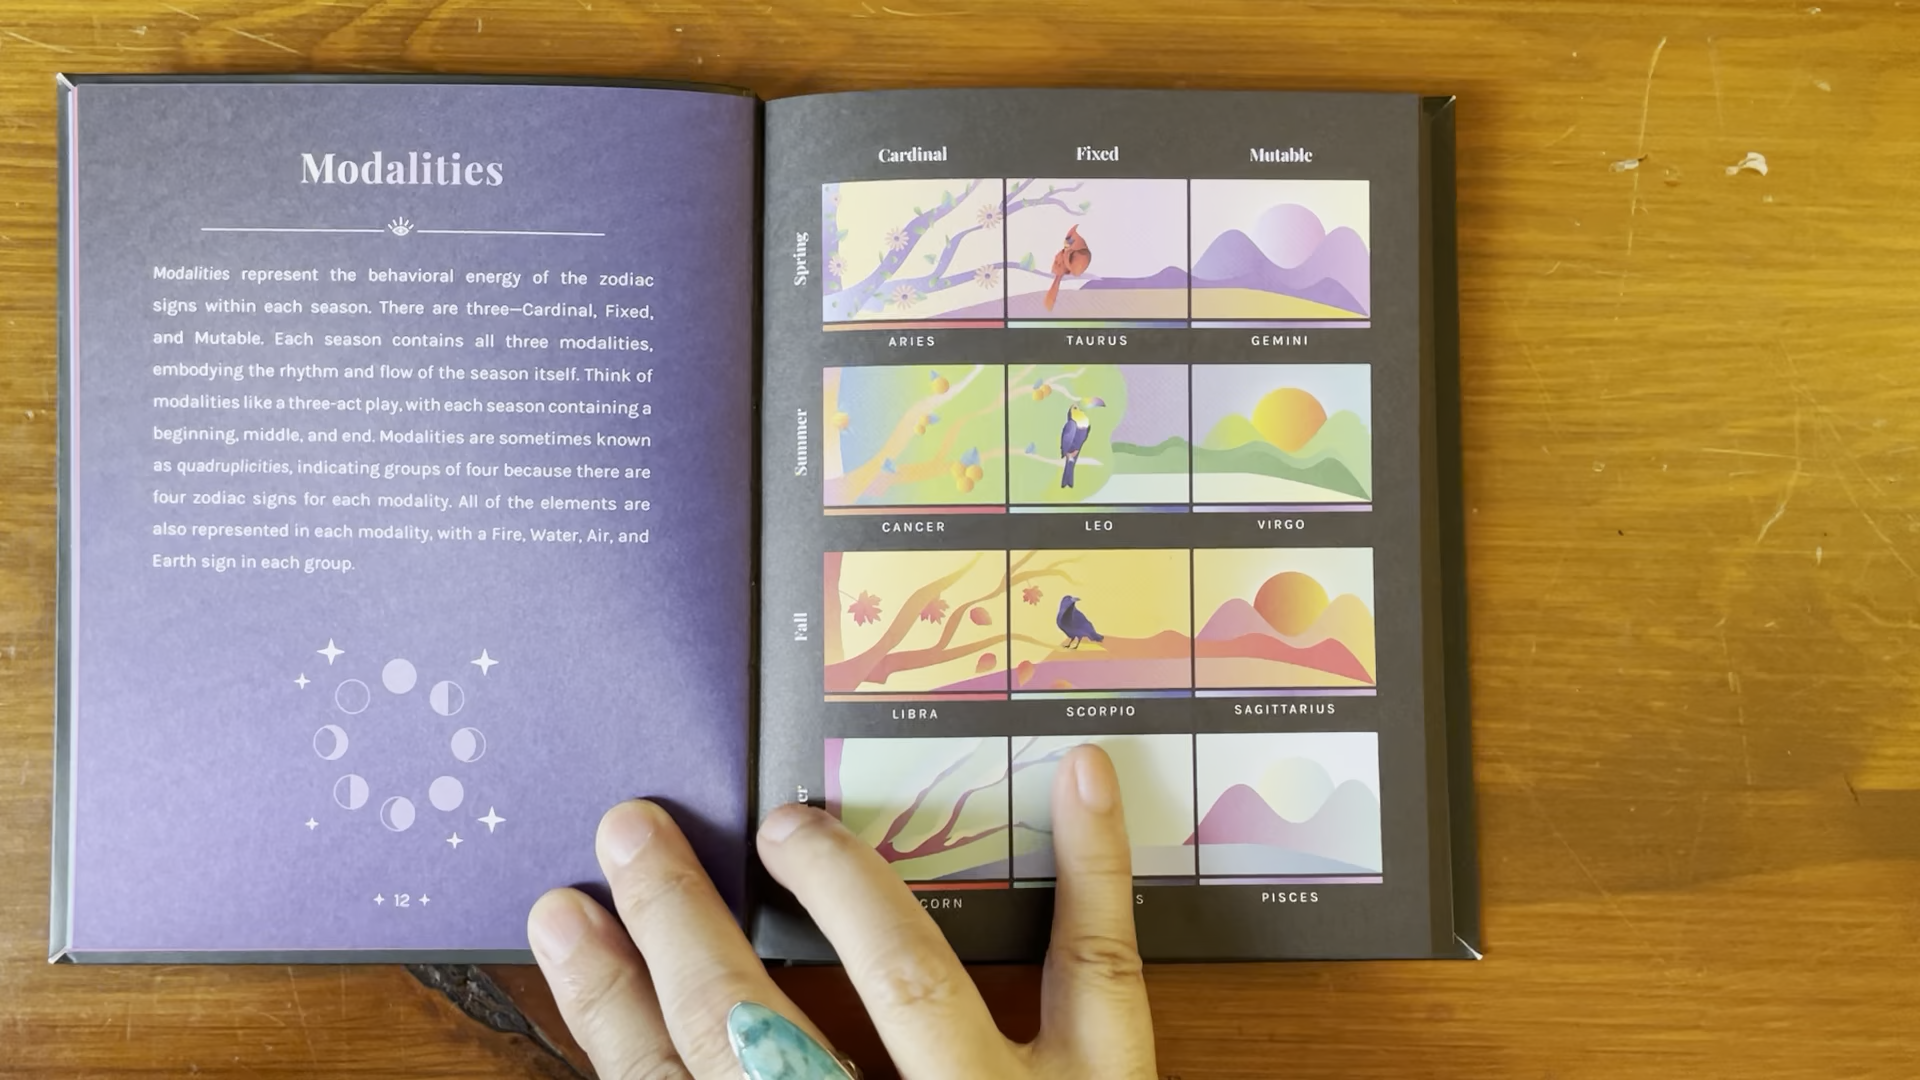 Modalities
Modalities represent the behavioral energy of the zodiac
signs within each season. There are three—Cardinal, Fixed,
and Mutable. Each season contains all three modalities,
embodying the rhythm and flow of the season itself. Think of
modalities like a three-act play, with each season containing a
beginning, middle, and end. Modalities are sometimes known
as quadruplicities, indicating groups of four because there are
four zodiac signs for each modality. All of the elements are
also represented in each modality, with a Fire, Water, Air, and
Earth sign in each group.
12
Cardinal Fixed Mutable
Spring
ARIES TAURUS GEMINI
Summer
CANCER LEO VIRGO
Fall
LIBRA SCORPIO SAGITTARIUS
PISCES